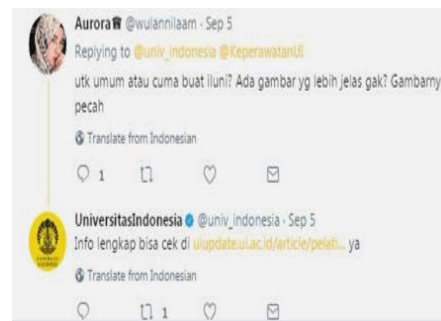 Aurora♛ @wulannilaam · Sep 5
Replying to @univ_indonesia @KeperawatanUI
utk umum atau cuma buat iluni? Ada gambar yg lebih jelas gak? Gambarny
pecah
Translate from Indonesian
1
UniversitasIndonesia @univ_indonesia · Sep 5
Info lengkap bisa cek di uiupdate.ui.ac.id/article/pelati... ya
Translate from Indonesian
1